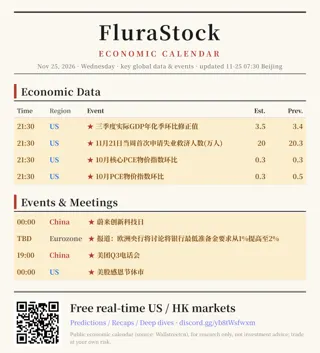 FluraStock
ECONOMIC CALENDAR
Nov 25, 2026 · Wednesday · key global data & events · updated 11-25 07:30 Beijing
Economic Data
Time Region Event Est. Prev.
21:30 US ★ 三季度实际GDP年化季环比修正值 3.5 3.4
21:30 US ★ 11月21日当周首次申请失业救济人数(万人) 20 20.3
21:30 US ★ 10月核心PCE物价指数环比 0.3 0.3
21:30 US ★ 10月PCE物价指数环比 0.3 0.5
Events & Meetings
00:00 China ★ 蔚来创新科技日
TBD Eurozone ★ 报道：欧洲央行将讨论将银行最低准备金要求从1%提高至2%
19:00 China ★ 美团Q3电话会
00:00 US ★ 美股感恩节休市
Free real-time US / HK markets
Predictions / Recaps / Deep dives · discord.gg/yh8tWsfwxm
Public economic calendar (source: Wallstreetcn), for research only, not investment advice; trade
at your own risk.